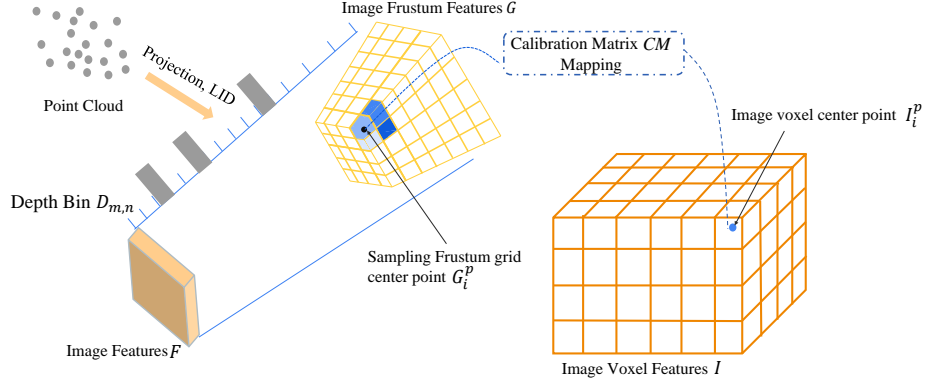 Image Frustum Features G
Calibration Matrix CM
Mapping
Projection, LID
Point Cloud
Image voxel center point I_i^p
Depth Bin D_{m,n}
Sampling Frustum grid
center point G_i^p
Image Features F
Image Voxel Features I